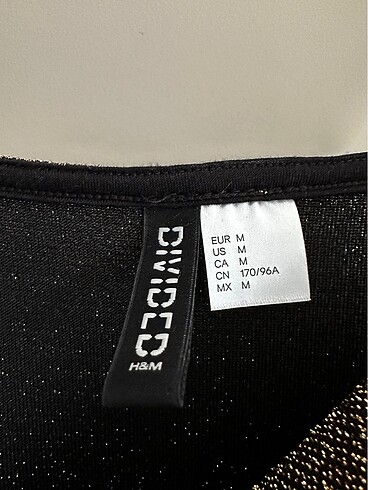 DIVIDED
H&M
EUR M
US M
CA M
CN 170/96A
MX M